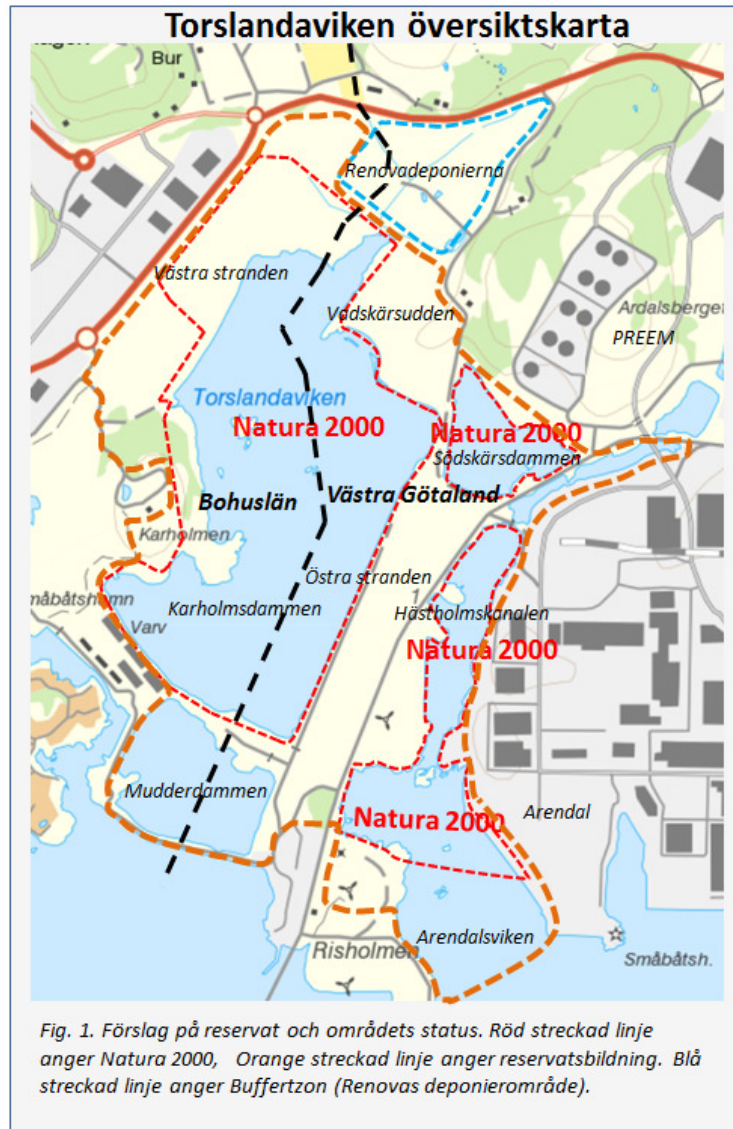 Torslandaviken översiktskarta
Bur
Renovadeponierna
Västra stranden
Vadskärsudden
Ardalsberget
PREEM
Torslandaviken
Natura 2000
Natura 2000
Södskärsdammen
Bohuslän
Västra Götaland
Karholmen
Östra stranden
Karholmsdammen
Hästholmskanalen
måbåtshamn
Varv
1
Natura 2000
Mudderdammen
Natura 2000
Arendal
Arendalsviken
Risholmen
Småbåtsh.
Fig. 1. Förslag på reservat och områdets status. Röd streckad linje
anger Natura 2000, Orange streckad linje anger reservatsbildning. Blå
streckad linje anger Buffertzon (Renovas deponierområde).